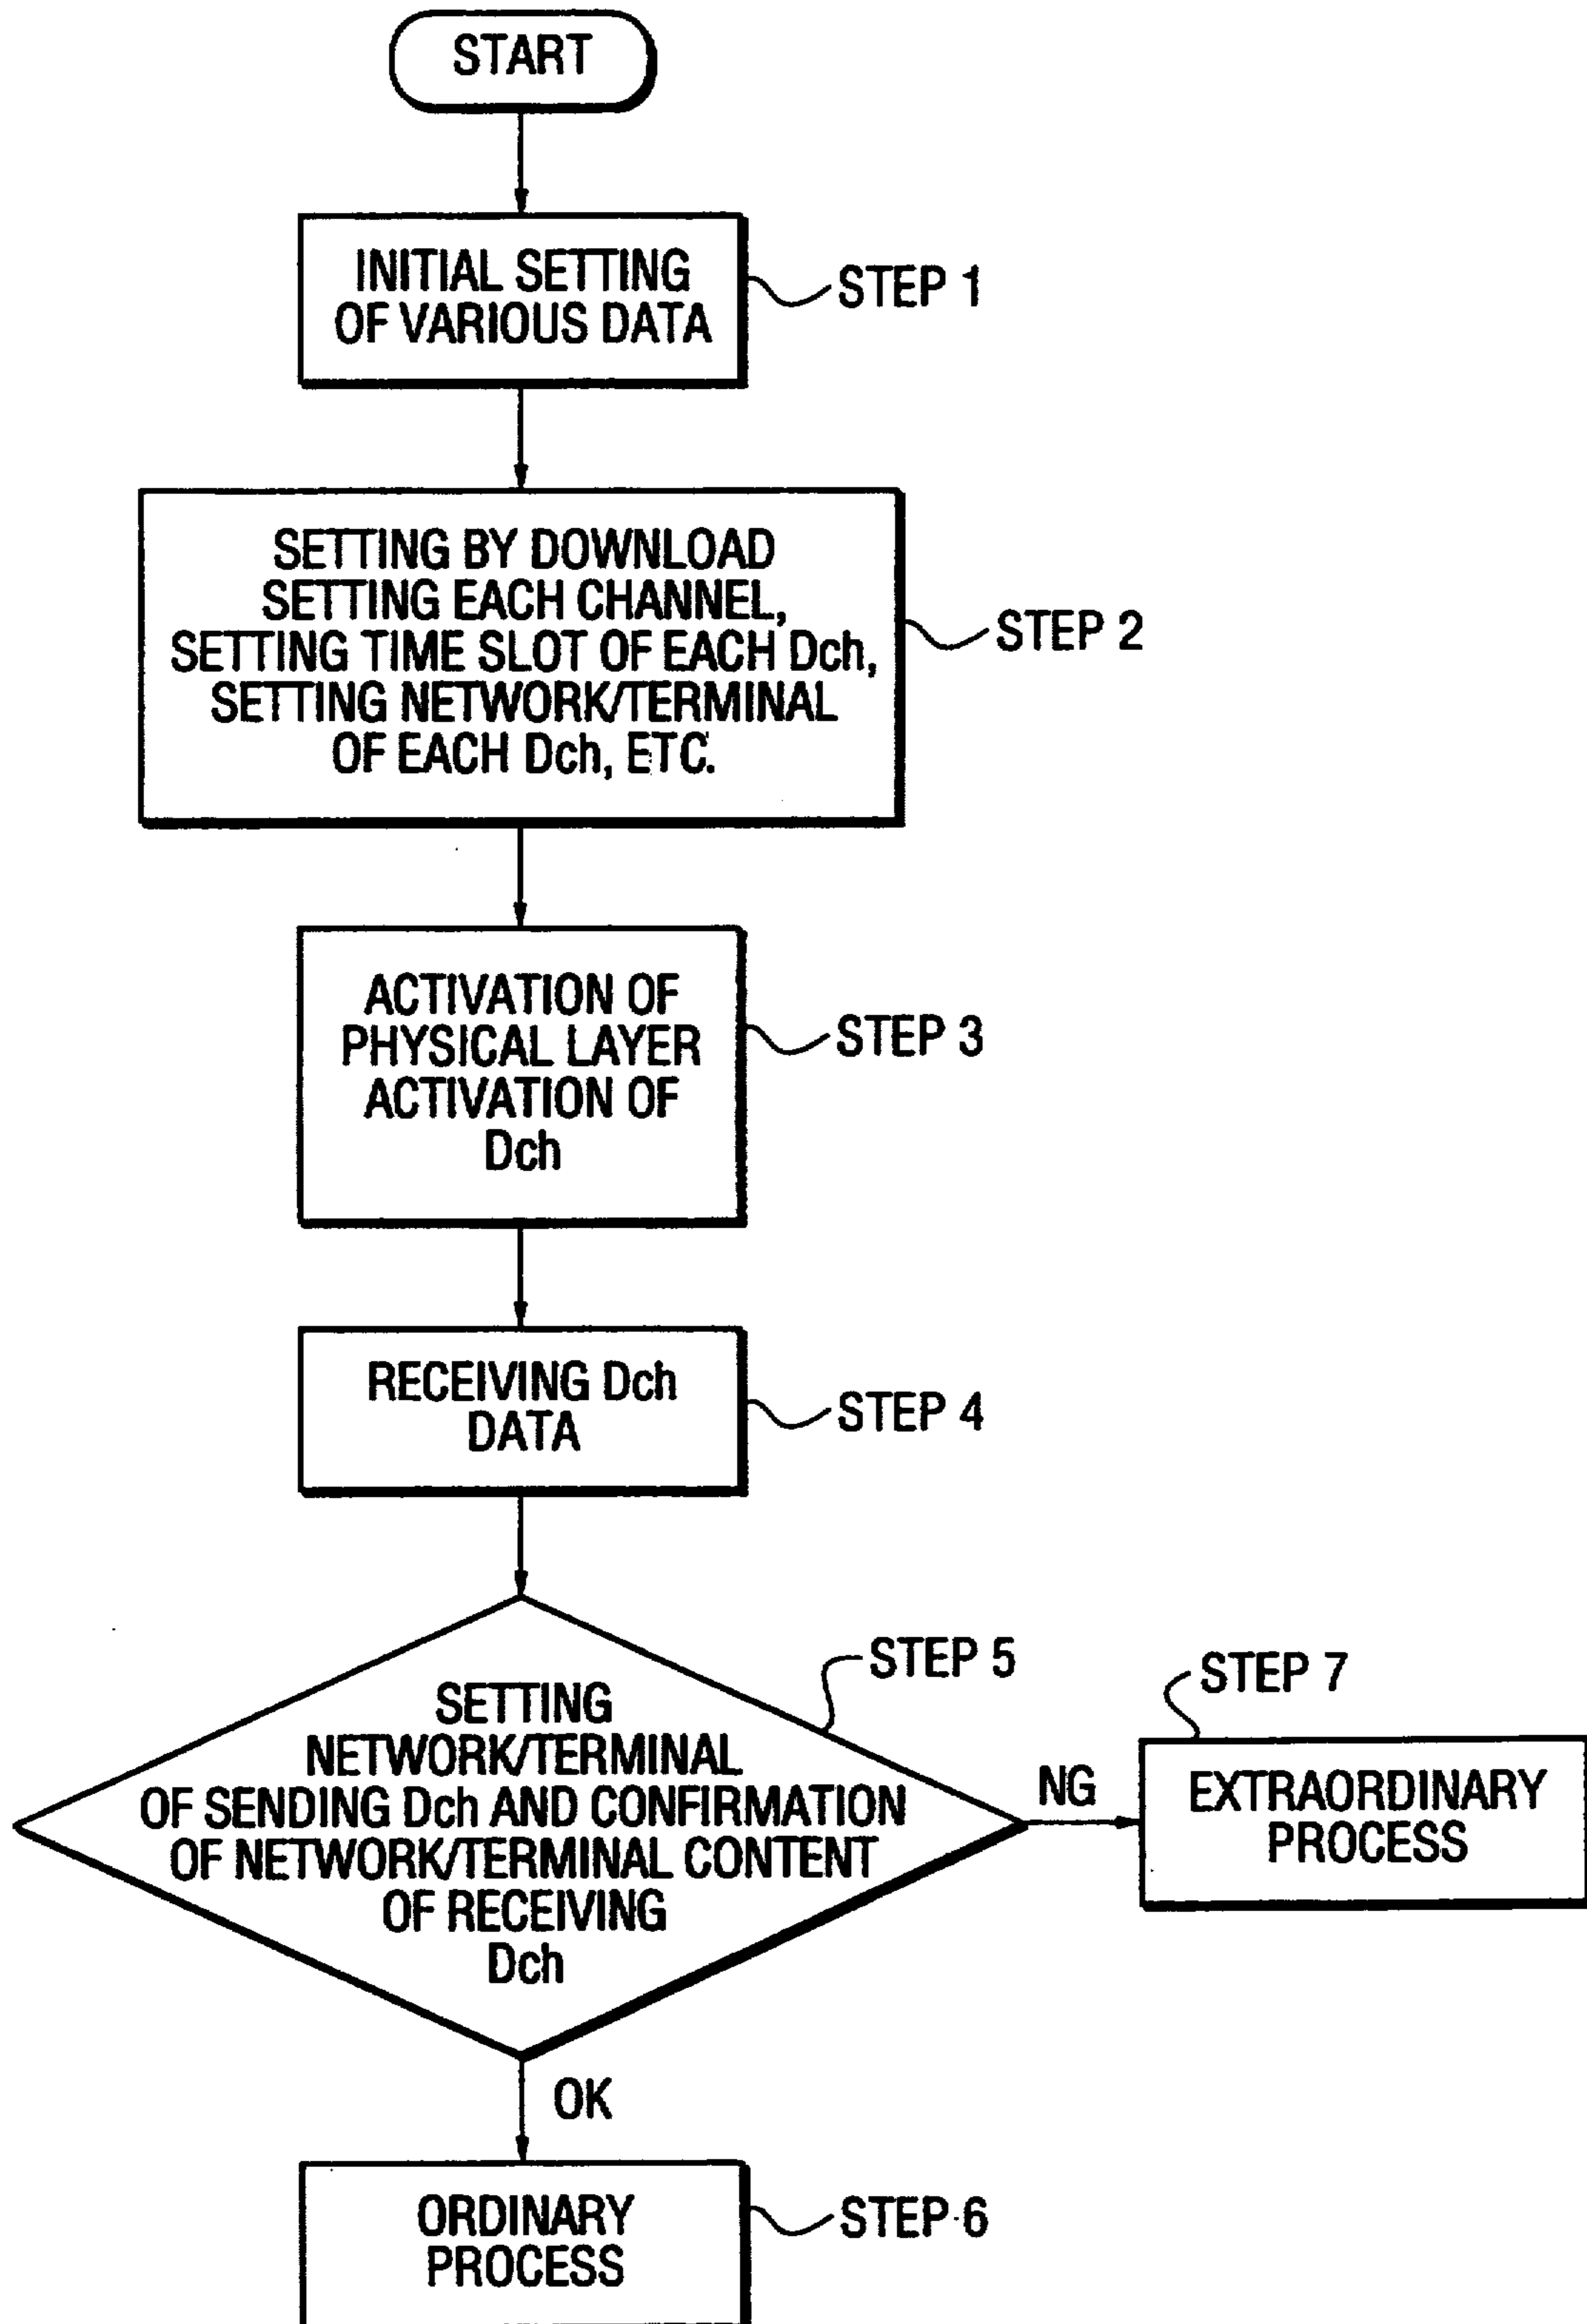 START
INITIAL SETTING
OF VARIOUS DATA
STEP 1
SETTING BY DOWNLOAD
SETTING EACH CHANNEL,
SETTING TIME SLOT OF EACH Dch,
SETTING NETWORK/TERMINAL
OF EACH Dch, ETC.
STEP 2
ACTIVATION OF
PHYSICAL LAYER
ACTIVATION OF
Dch
STEP 3
RECEIVING Dch
DATA
STEP 4
SETTING
NETWORK/TERMINAL
OF SENDING Dch AND CONFIRMATION
OF NETWORK/TERMINAL CONTENT
OF RECEIVING
Dch
STEP 5
NG
STEP 7
EXTRAORDINARY
PROCESS
OK
ORDINARY
PROCESS
STEP 6